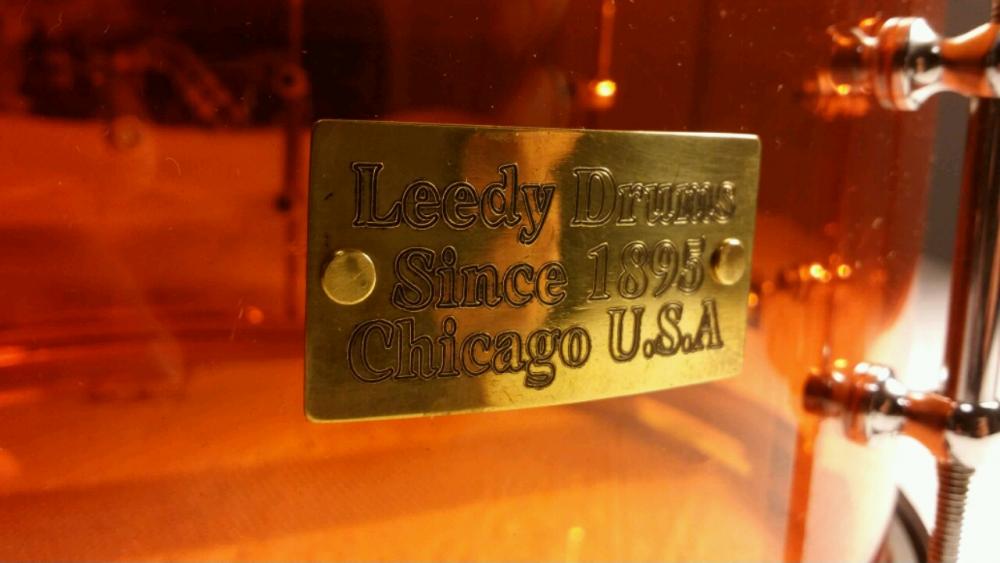 Leedy Drums
Since 1895
Chicago U.S.A